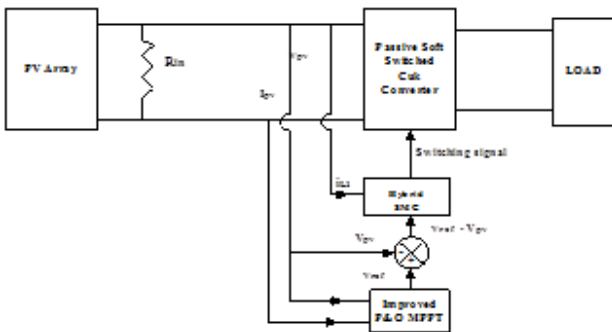 PV Array
Rin
Vpv
Ipv
Passive Soft
Switched
Cuk
Converter
LOAD
Switching signal
iL1
Hybrid
SMC
Vref - Vpv
Vpv
Vref
Improved
P&O MPPT